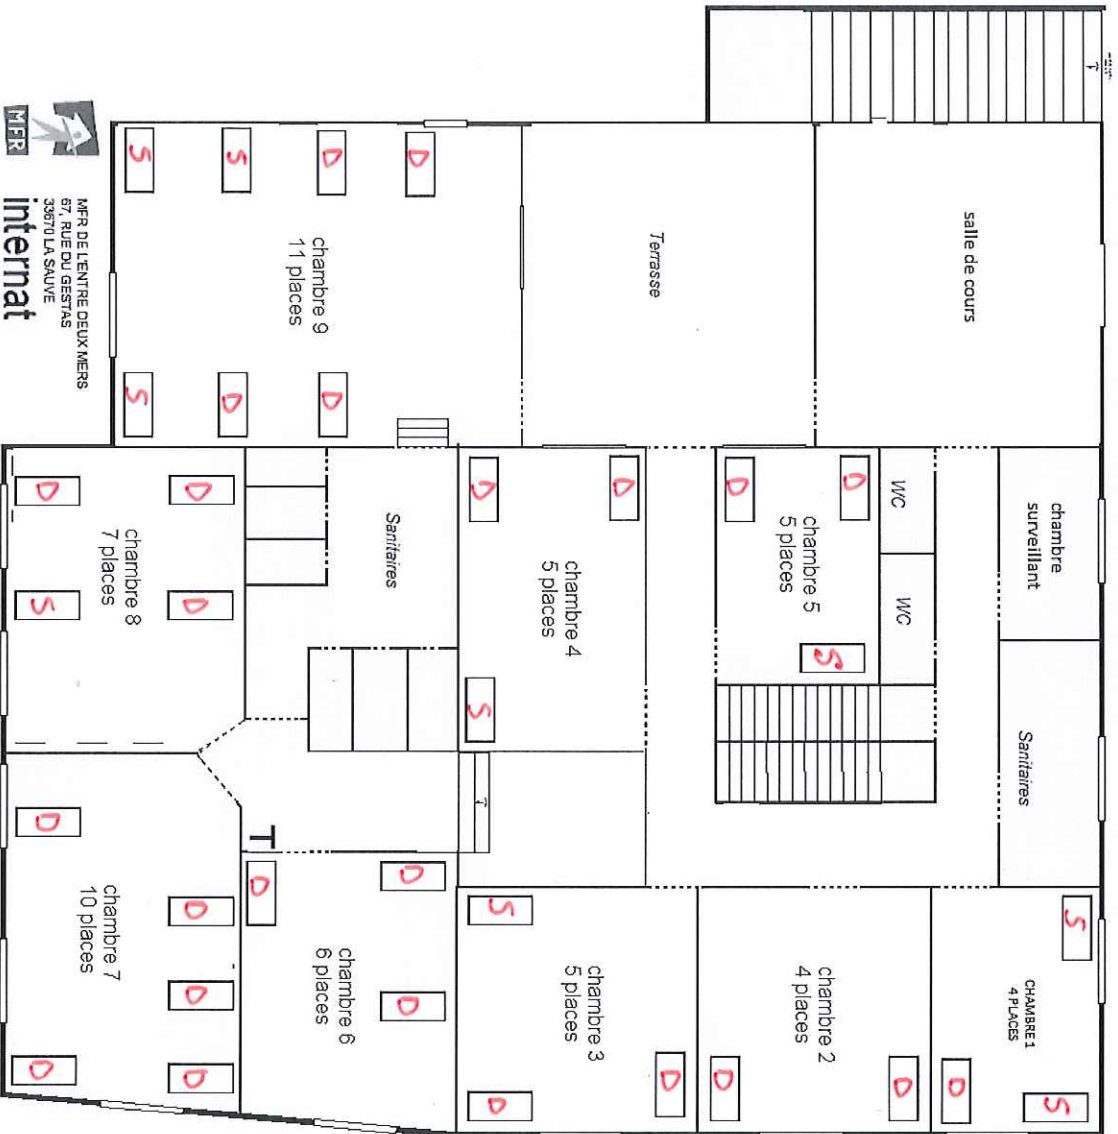 salle de cours
chambre
surveillant
Sanitaires
S
CHAMBRE 1
4 PLACES
S
D
WC
WC
D
chambre 5
5 places
S
D
D
chambre 2
4 places
D
Terrasse
D
chambre 4
5 places
D
S
D
chambre 3
5 places
S
D
D
D
chambre 9
11 places
D
S
D
S
S
Sanitaires
D
D
chambre 6
6 places
D
T
D
D
chambre 8
7 places
D
S
D
D
D
chambre 7
10 places
D
D
MFR
MFR DE L'ENTRE DEUX MERS
67, RUE DU GESTAS
33670 LA SAUVE
internat